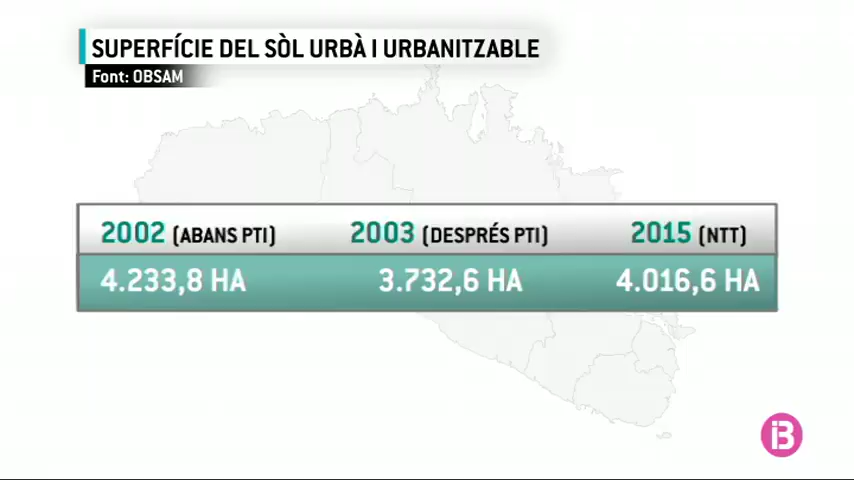 SUPERFÍCIE DEL SÒL URBÀ I URBANITZABLE
Font: OBSAM
2002 (ABANS PTI) 2003 (DESPRÉS PTI) 2015 (NTT)
4.233,8 HA 3.732,6 HA 4.016,6 HA
IB